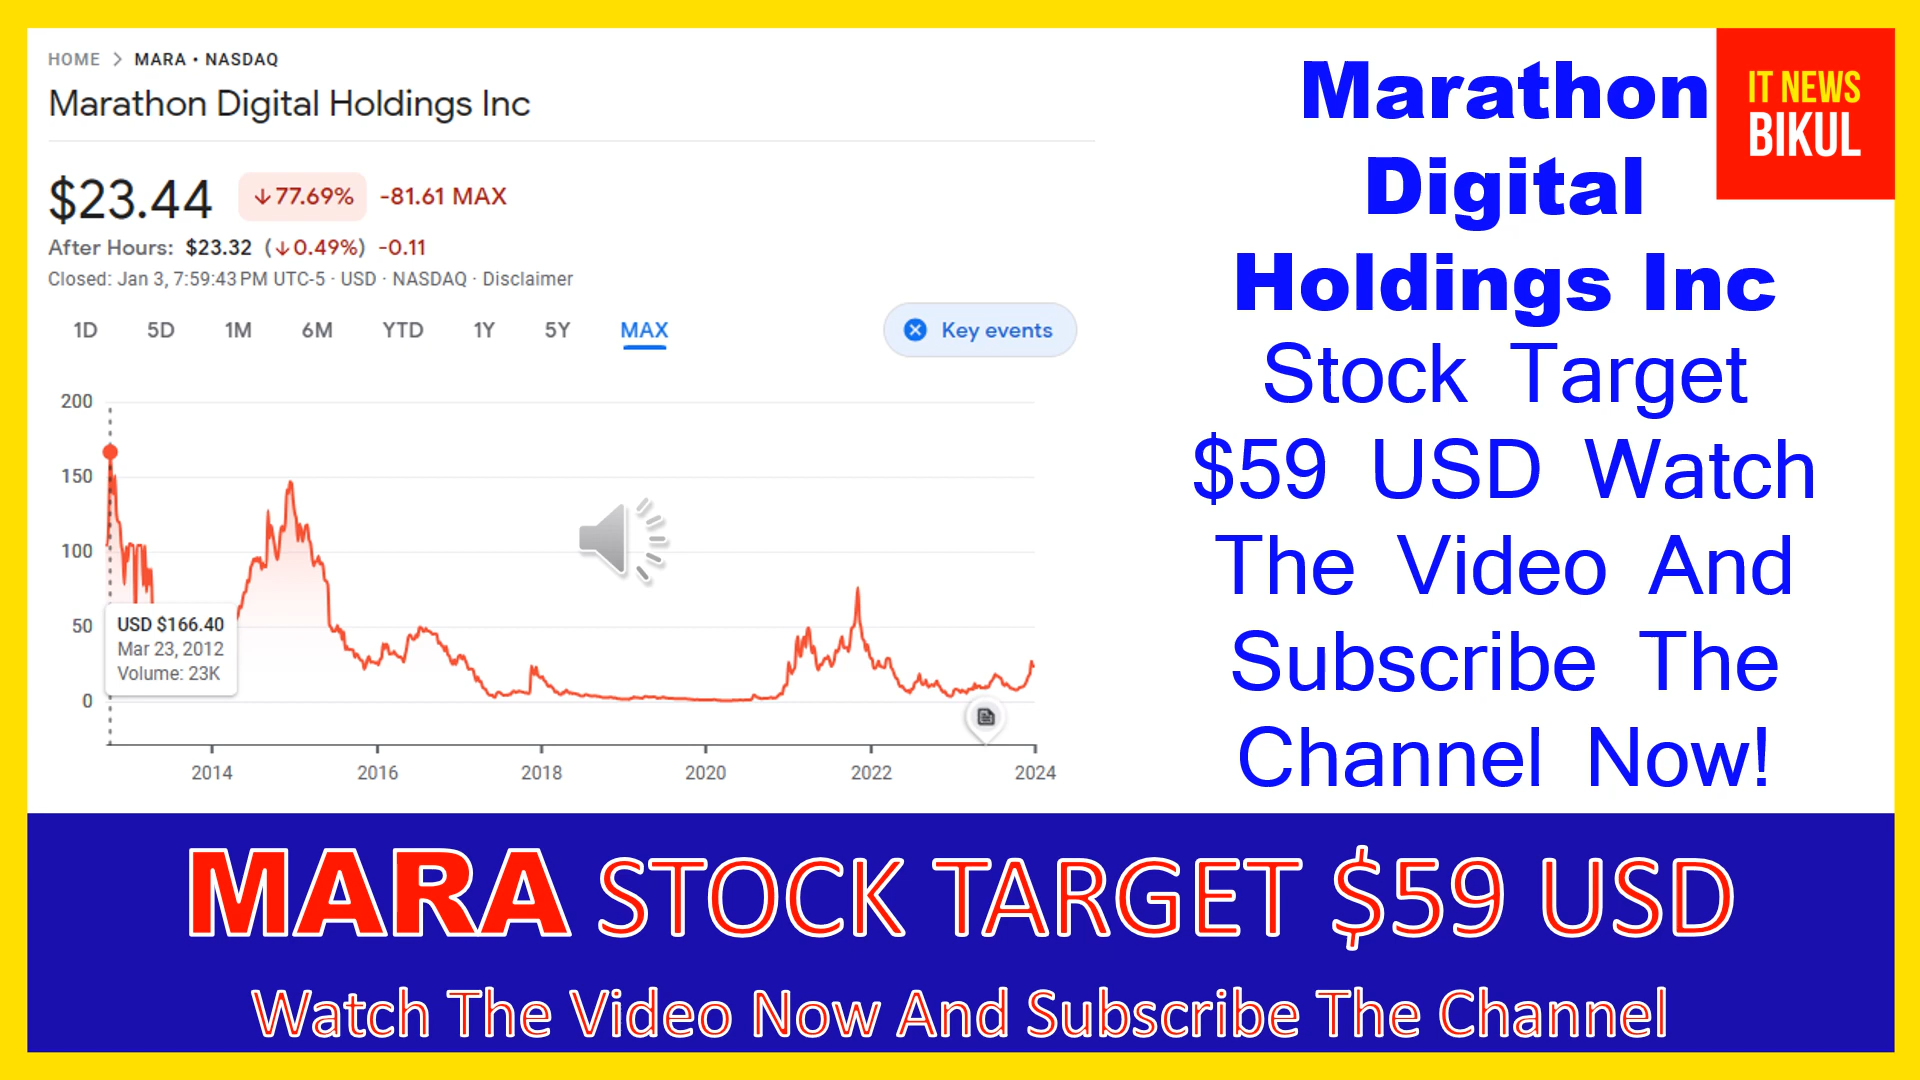 HOME > MARA • NASDAQ
Marathon Digital Holdings Inc
$23.44 ↓77.69% -81.61 MAX
After Hours: $23.32 (↓0.49%) -0.11
Closed: Jan 3, 7:59:43 PM UTC-5 · USD · NASDAQ · Disclaimer
1D 5D 1M 6M YTD 1Y 5Y MAX
Key events
200
150
100
50
0
USD $166.40
Mar 23, 2012
Volume: 23K
2014 2016 2018 2020 2022 2024
Marathon
Digital
Holdings Inc
Stock Target
$59 USD Watch
The Video And
Subscribe The
Channel Now!
IT NEWS
BIKUL
MARA STOCK TARGET $59 USD
Watch The Video Now And Subscribe The Channel